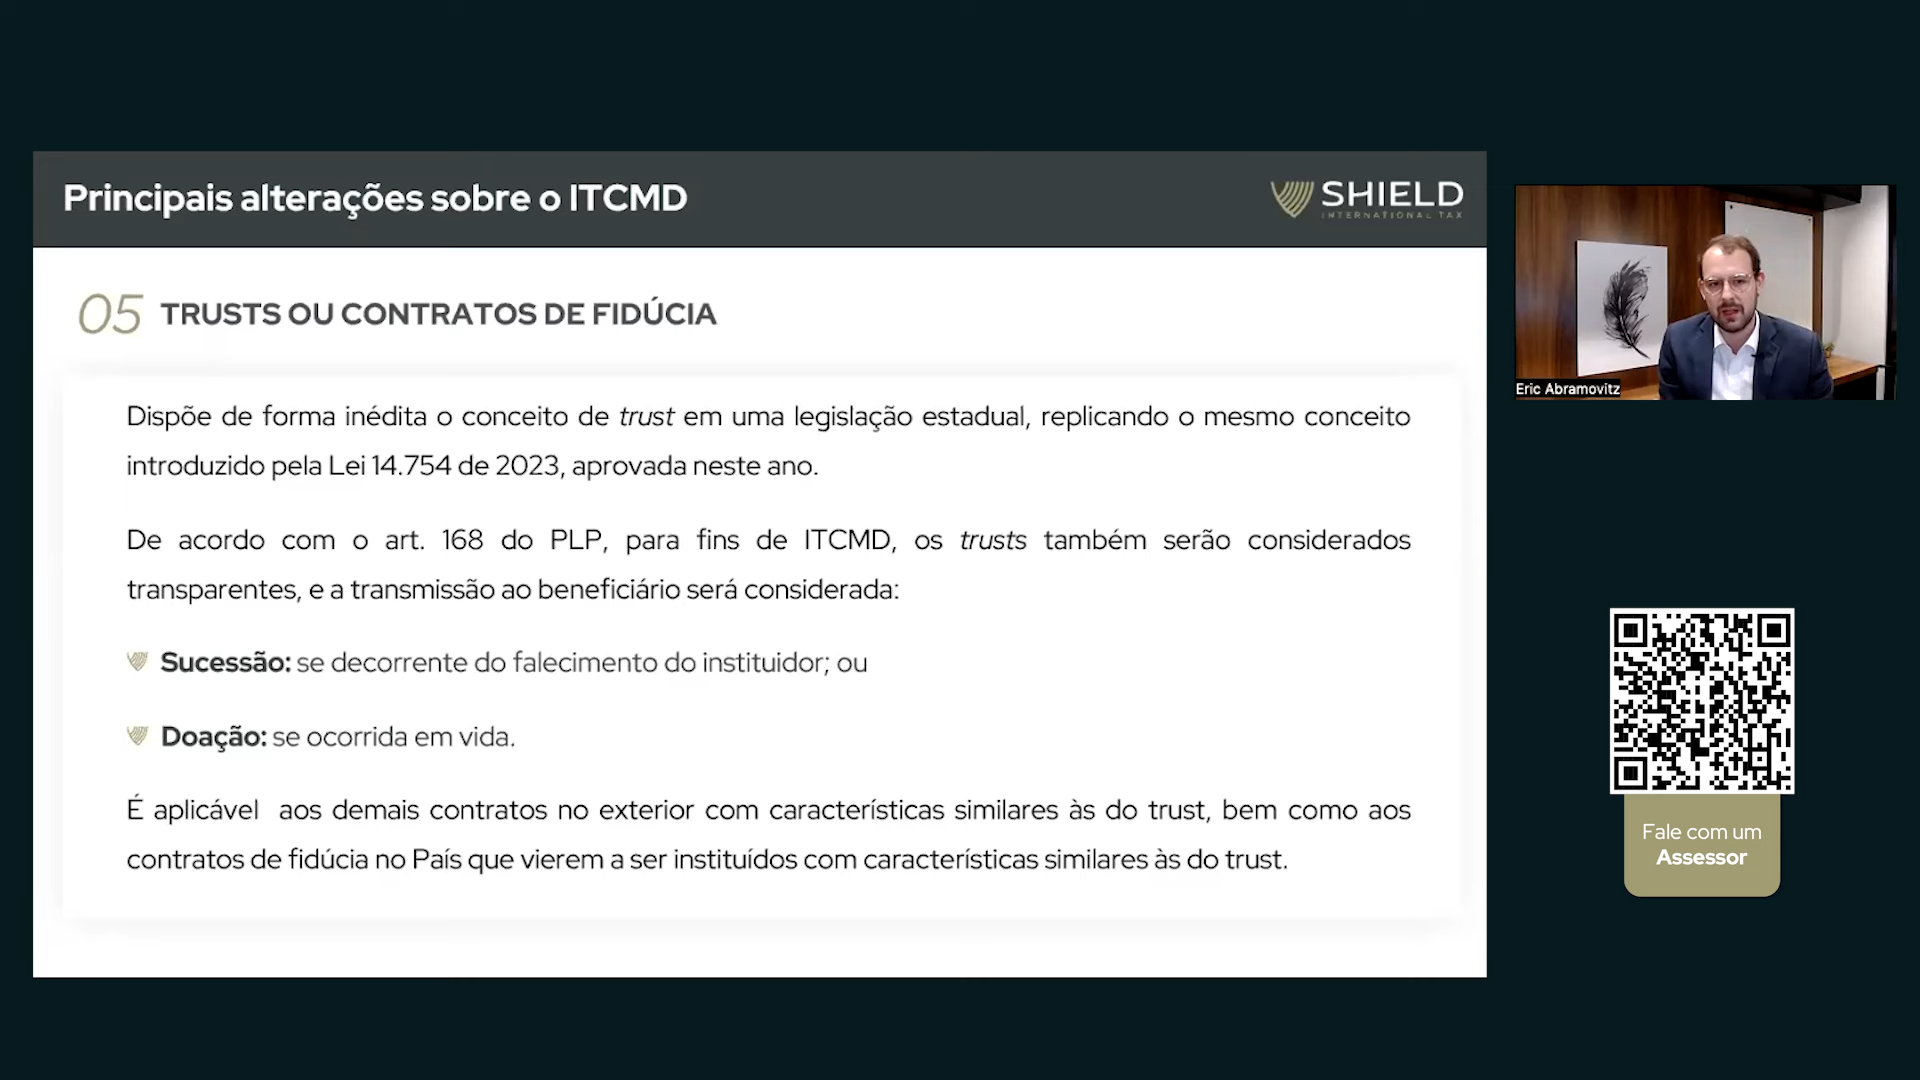 Principais alterações sobre o ITCMD
SHIELD
INTERNATIONAL TAX
05 TRUSTS OU CONTRATOS DE FIDÚCIA
Dispõe de forma inédita o conceito de trust em uma legislação estadual, replicando o mesmo conceito
introduzido pela Lei 14.754 de 2023, aprovada neste ano.
De acordo com o art. 168 do PLP, para fins de ITCMD, os trusts também serão considerados
transparentes, e a transmissão ao beneficiário será considerada:
Sucessão: se decorrente do falecimento do instituidor; ou
Doação: se ocorrida em vida.
É aplicável aos demais contratos no exterior com características similares às do trust, bem como aos
contratos de fidúcia no País que vierem a ser instituídos com características similares às do trust.
Eric Abramovitz
Fale com um
Assessor